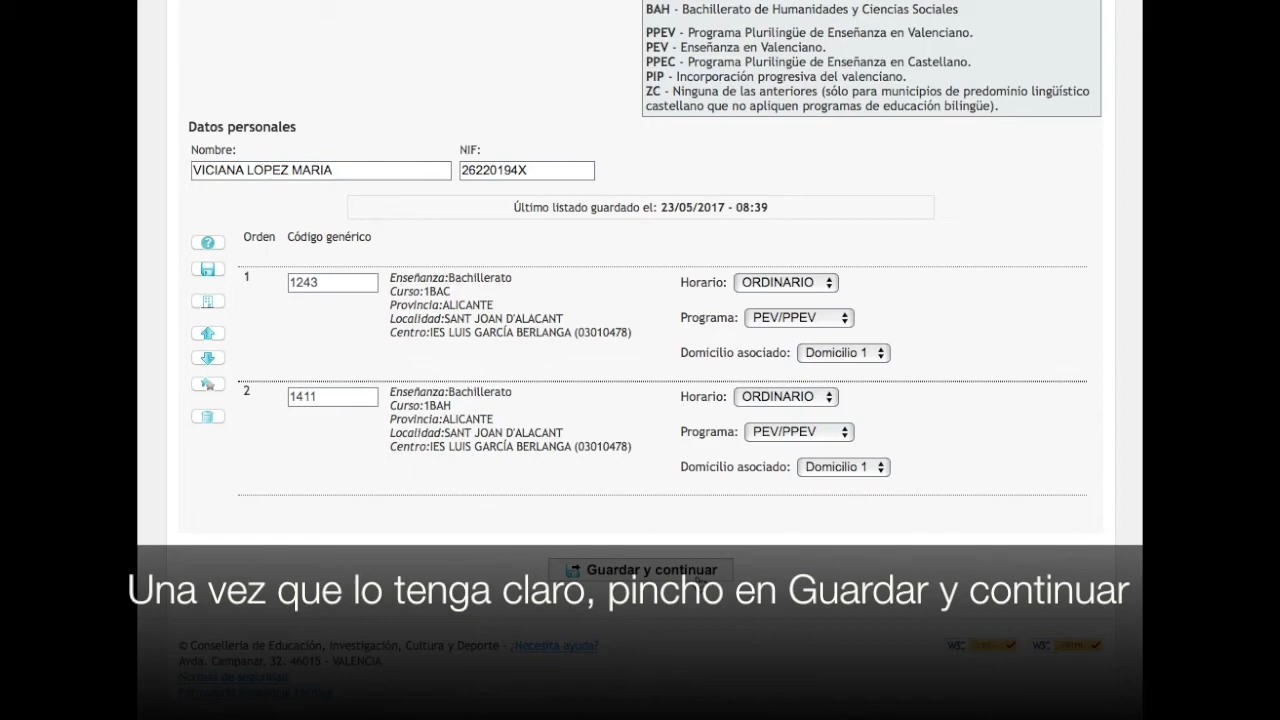 BAH - Bachillerato de Humanidades y Ciencias Sociales
PPEV - Programa Plurilingüe de Enseñanza en Valenciano.
PEV - Enseñanza en Valenciano.
PPEC - Programa Plurilingüe de Enseñanza en Castellano.
PIP - Incorporación progresiva del valenciano.
ZC - Ninguna de las anteriores (sólo para municipios de predominio lingüístico
castellano que no apliquen programas de educación bilingüe).
Datos personales
Nombre: NIF:
VICIANA LOPEZ MARIA 26220194X
Último listado guardado el: 23/05/2017 - 08:39
Orden Código genérico
1 1243
Enseñanza:Bachillerato
Curso:1BAC
Provincia:ALICANTE
Localidad:SANT JOAN D'ALACANT
Centro:IES LUIS GARCÍA BERLANGA (03010478)
Horario: ORDINARIO
Programa: PEV/PPEV
Domicilio asociado: Domicilio 1
2 1411
Enseñanza:Bachillerato
Curso:1BAH
Provincia:ALICANTE
Localidad:SANT JOAN D'ALACANT
Centro:IES LUIS GARCÍA BERLANGA (03010478)
Horario: ORDINARIO
Programa: PEV/PPEV
Domicilio asociado: Domicilio 1
Guardar y continuar
Una vez que lo tenga claro, pincho en Guardar y continuar
© Conselleria de Educación, Investigación, Cultura y Deporte - ¿Necesita ayuda?
Avda. Campanar, 32. 46015 - VALENCIA
Normas de seguridad
W3C W3C